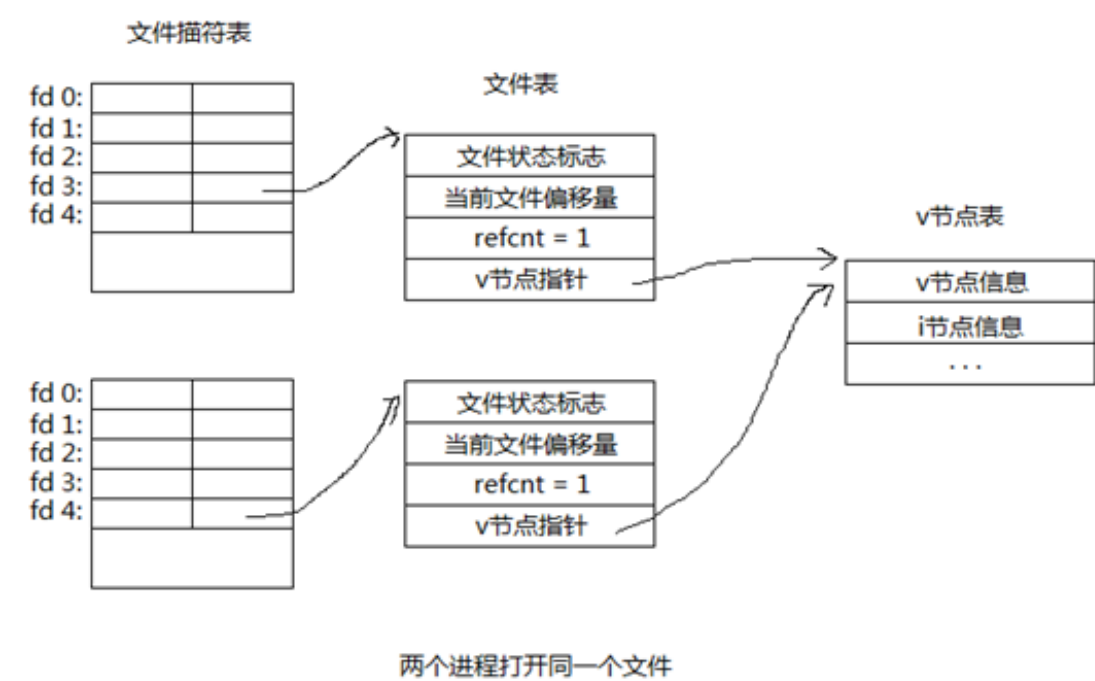 文件描符表
fd 0:
fd 1:
fd 2:
fd 3:
fd 4:
文件表
文件状态标志
当前文件偏移量
refcnt = 1
v节点指针
v节点表
v节点信息
i节点信息
...
fd 0:
fd 1:
fd 2:
fd 3:
fd 4:
文件状态标志
当前文件偏移量
refcnt = 1
v节点指针
两个进程打开同一个文件